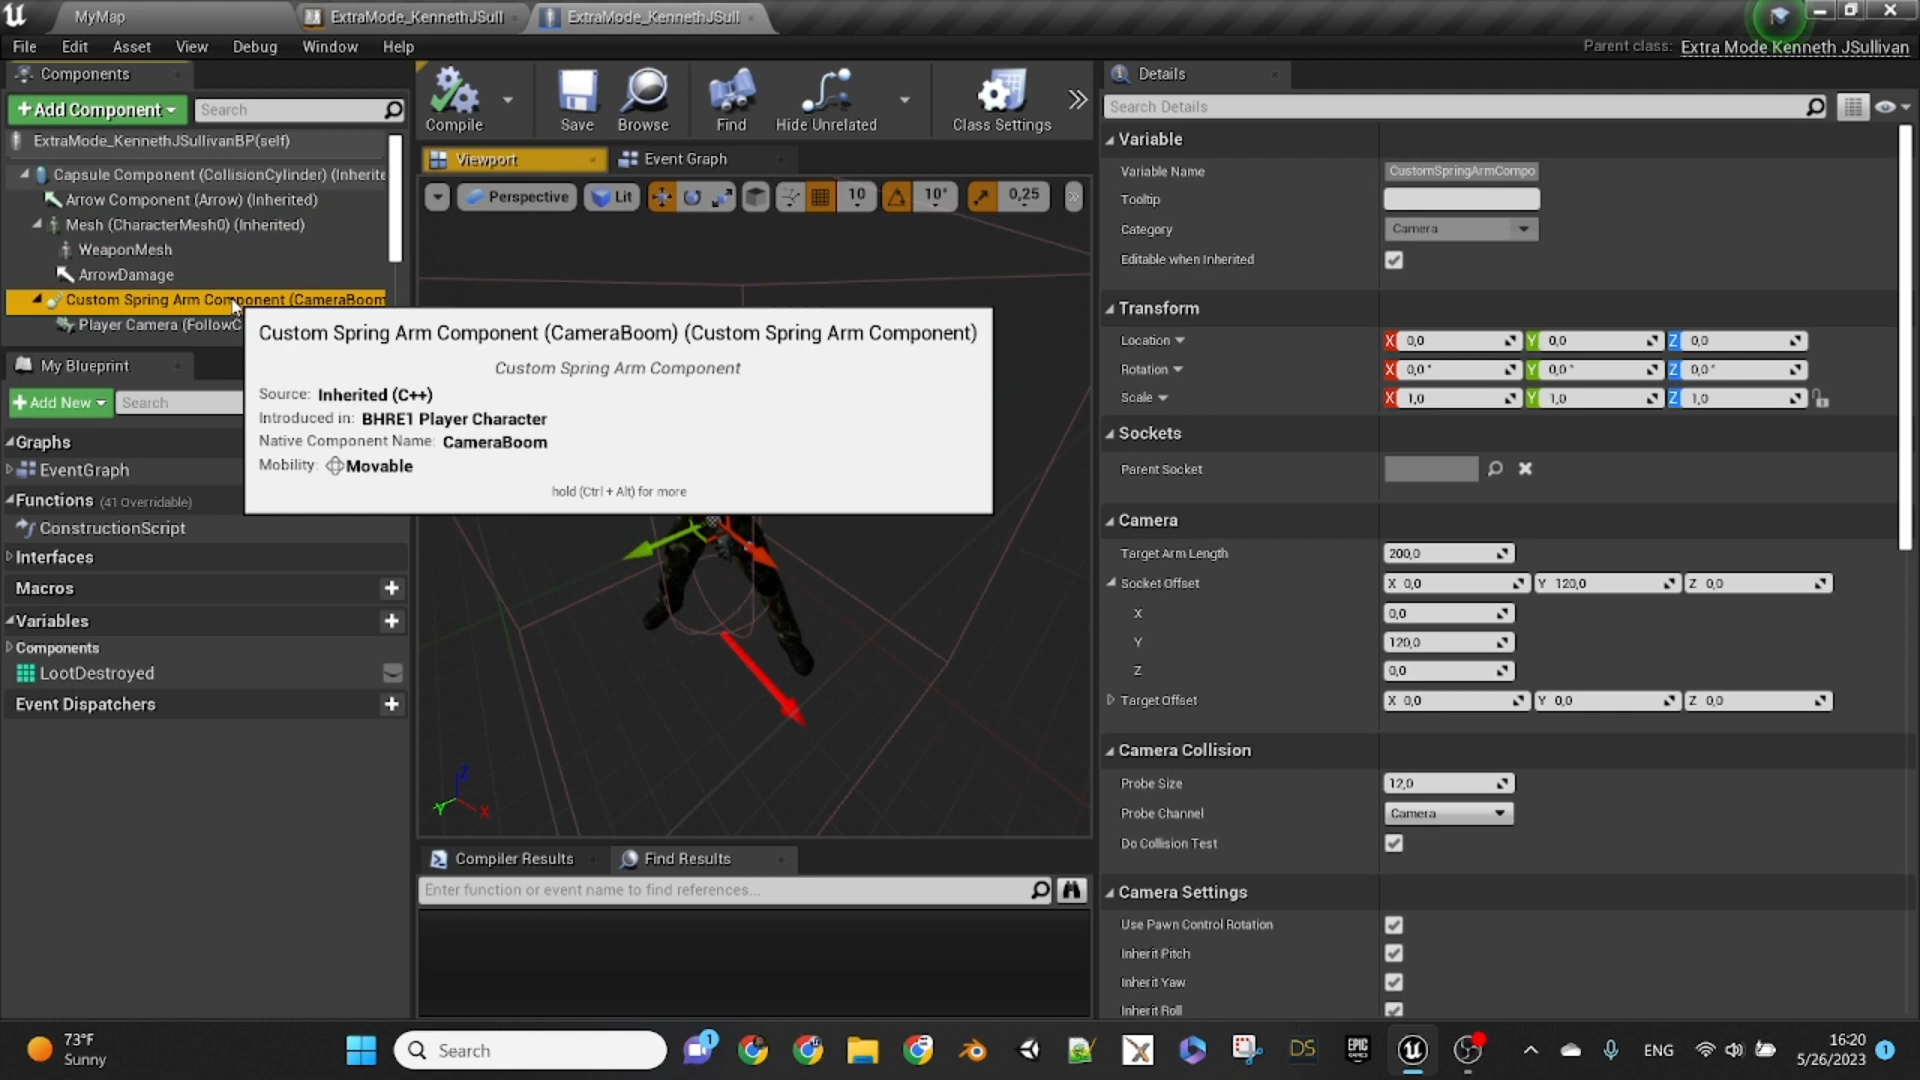 MyMap
ExtraMode_KennethJSull
ExtraMode_KennethJSull
File Edit Asset View Debug Window Help
Parent class: Extra Mode Kenneth JSullivan
Components
+Add Component
Search
ExtraMode_KennethJSullivanBP(self)
Capsule Component (CollisionCylinder) (Inherite
Arrow Component (Arrow) (Inherited)
Mesh (CharacterMesh0) (Inherited)
WeaponMesh
ArrowDamage
Custom Spring Arm Component (CameraBoom
Player Camera (FollowC
My Blueprint
+Add New
Search
Graphs
EventGraph
Functions (41 Overridable)
ConstructionScript
Interfaces
Macros
Variables
Components
LootDestroyed
Event Dispatchers
Compile
Save
Browse
Find
Hide Unrelated
Class Settings
Viewport
Event Graph
Perspective
Lit
10
10°
0,25
Custom Spring Arm Component (CameraBoom) (Custom Spring Arm Component)
Custom Spring Arm Component
Source: Inherited (C++)
Introduced in: BHRE1 Player Character
Native Component Name: CameraBoom
Mobility: Movable
hold (Ctrl + Alt) for more
Z
Y
X
Compiler Results
Find Results
Enter function or event name to find references...
Details
Search Details
Variable
Variable Name CustomSpringArmCompo
Tooltip
Category Camera
Editable when Inherited
Transform
Location X 0,0 Y 0,0 Z 0,0
Rotation X 0,0° Y 0,0° Z 0,0°
Scale X 1,0 Y 1,0 Z 1,0
Sockets
Parent Socket
Camera
Target Arm Length 200,0
Socket Offset X 0,0 Y 120,0 Z 0,0
X 0,0
Y 120,0
Z 0,0
Target Offset X 0,0 Y 0,0 Z 0,0
Camera Collision
Probe Size 12,0
Probe Channel Camera
Do Collision Test
Camera Settings
Use Pawn Control Rotation
Inherit Pitch
Inherit Yaw
Inherit Roll
73°F
Sunny
Search
1
DS
EPIC GAMES
ENG
16:20
5/26/2023
1